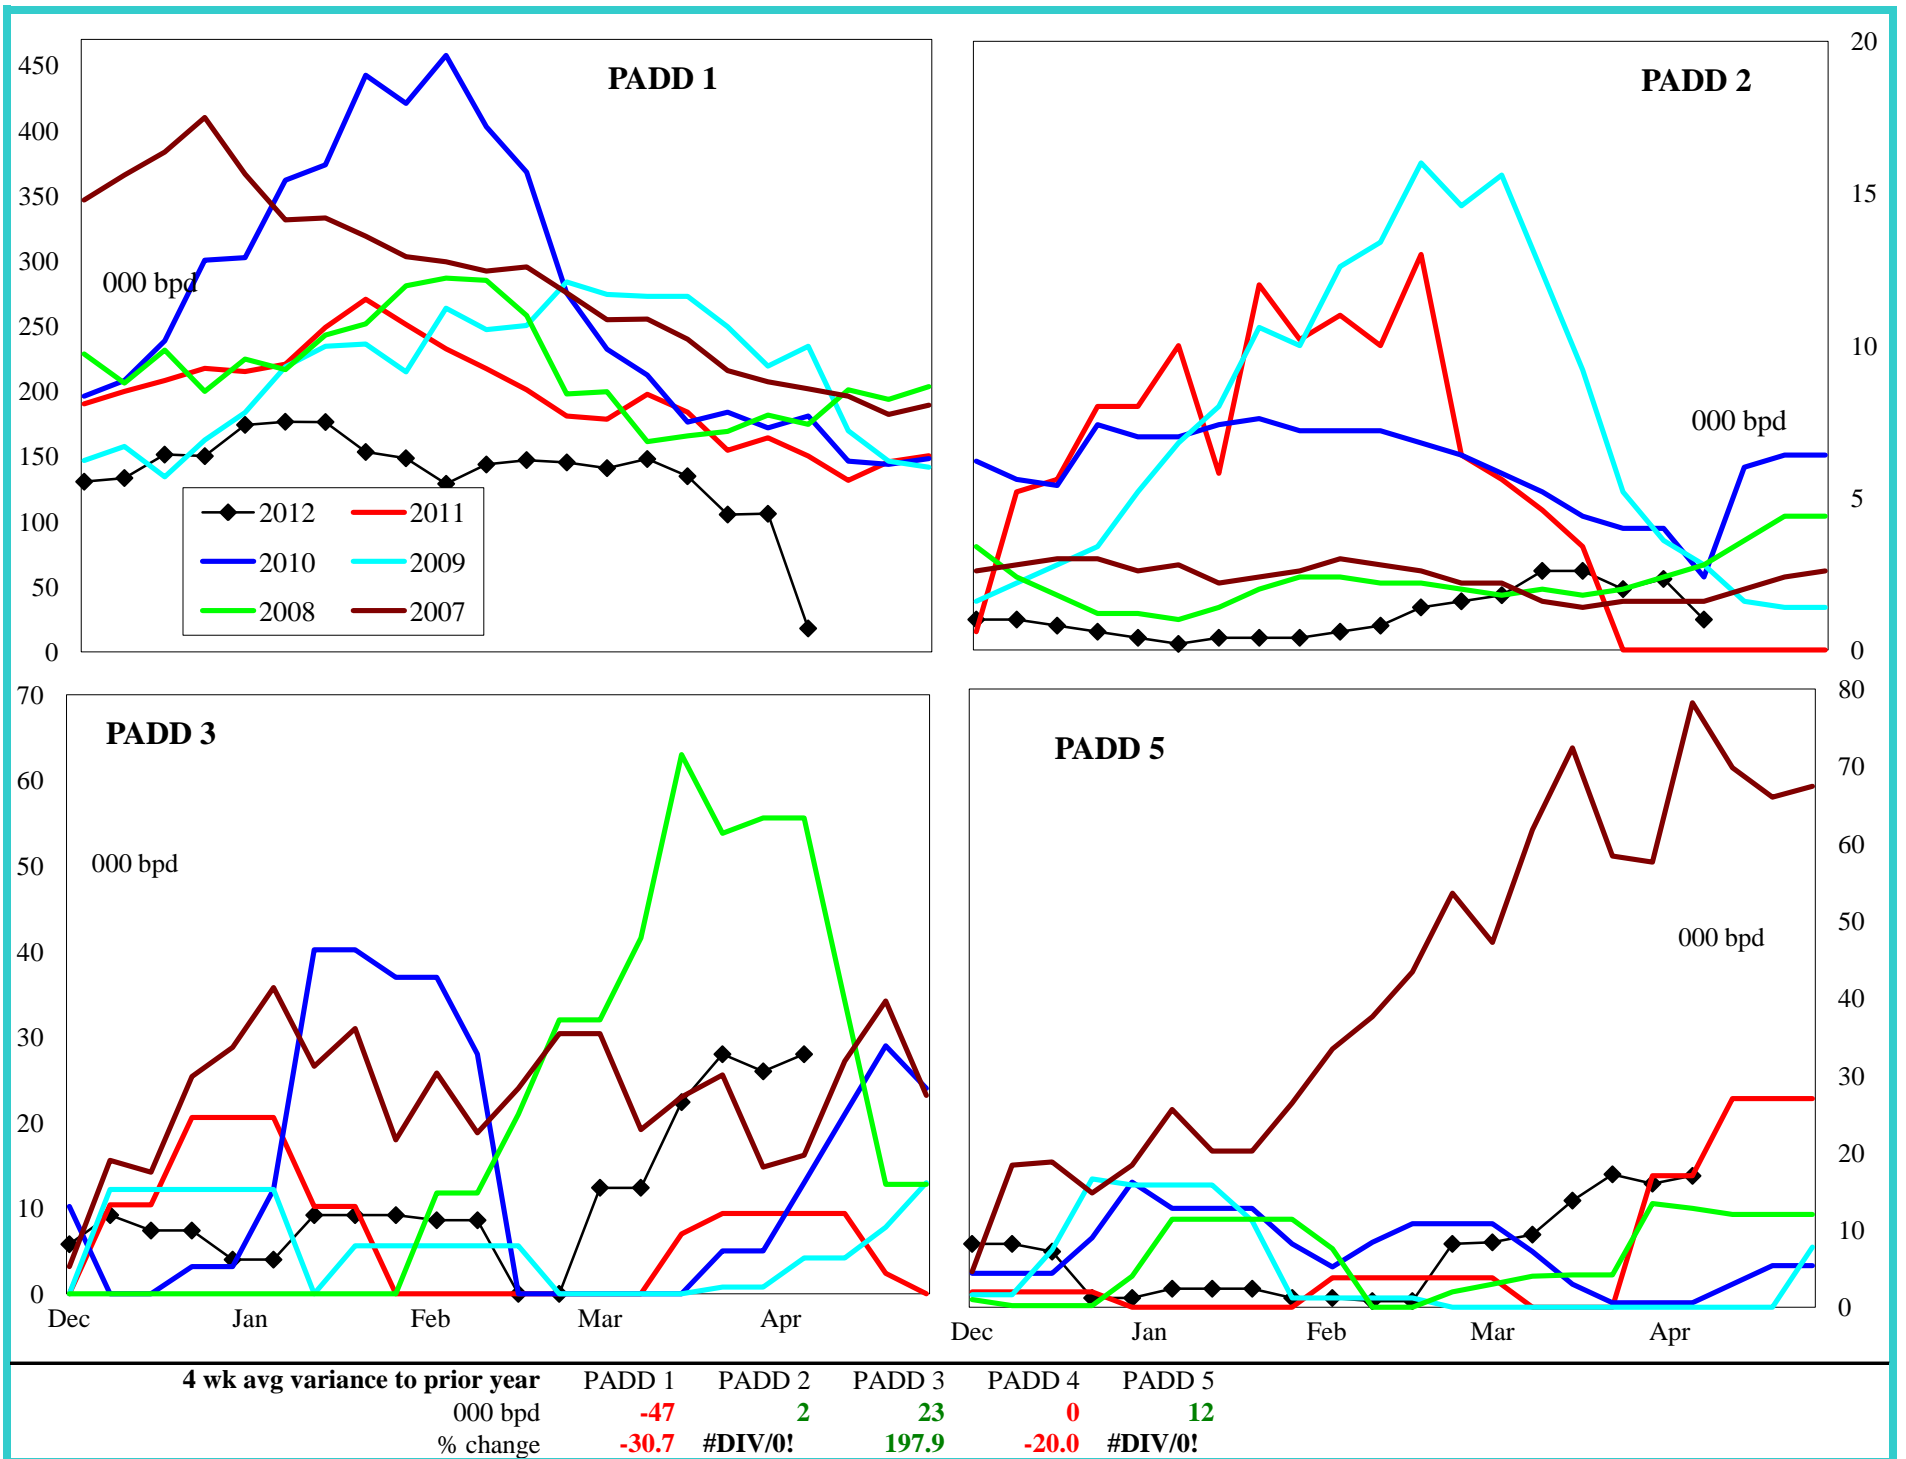 PADD 1
450
400
350
300
250
200
150
100
50
0
000 bpd
2012 2011
2010 2009
2008 2007
PADD 2
20
15
10
5
0
000 bpd
PADD 3
70
60
50
40
30
20
10
0
000 bpd
Dec Jan Feb Mar Apr
PADD 5
80
70
60
50
40
30
20
10
0
000 bpd
Dec Jan Feb Mar Apr
4 wk avg variance to prior year PADD 1 PADD 2 PADD 3 PADD 4 PADD 5
000 bpd -47 2 23 0 12
% change -30.7 #DIV/0! 197.9 -20.0 #DIV/0!